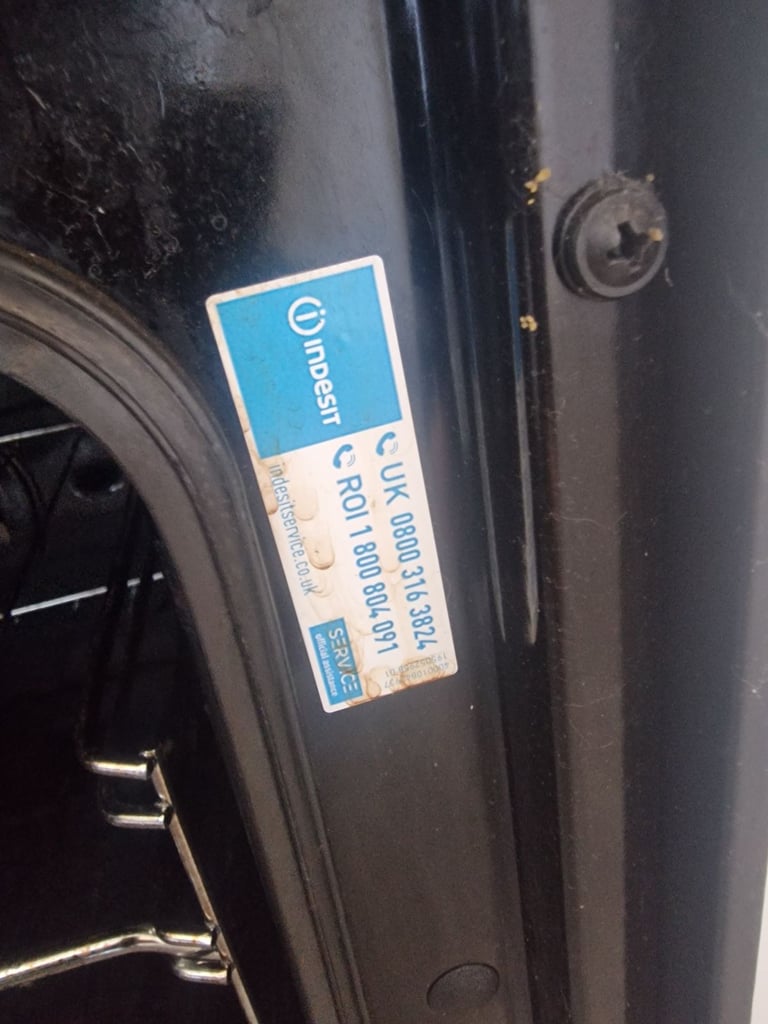 indesit
UK 0800 316 3824
ROI 1 800 804 091
indesitservice.co.uk
SERVICE
official assistance